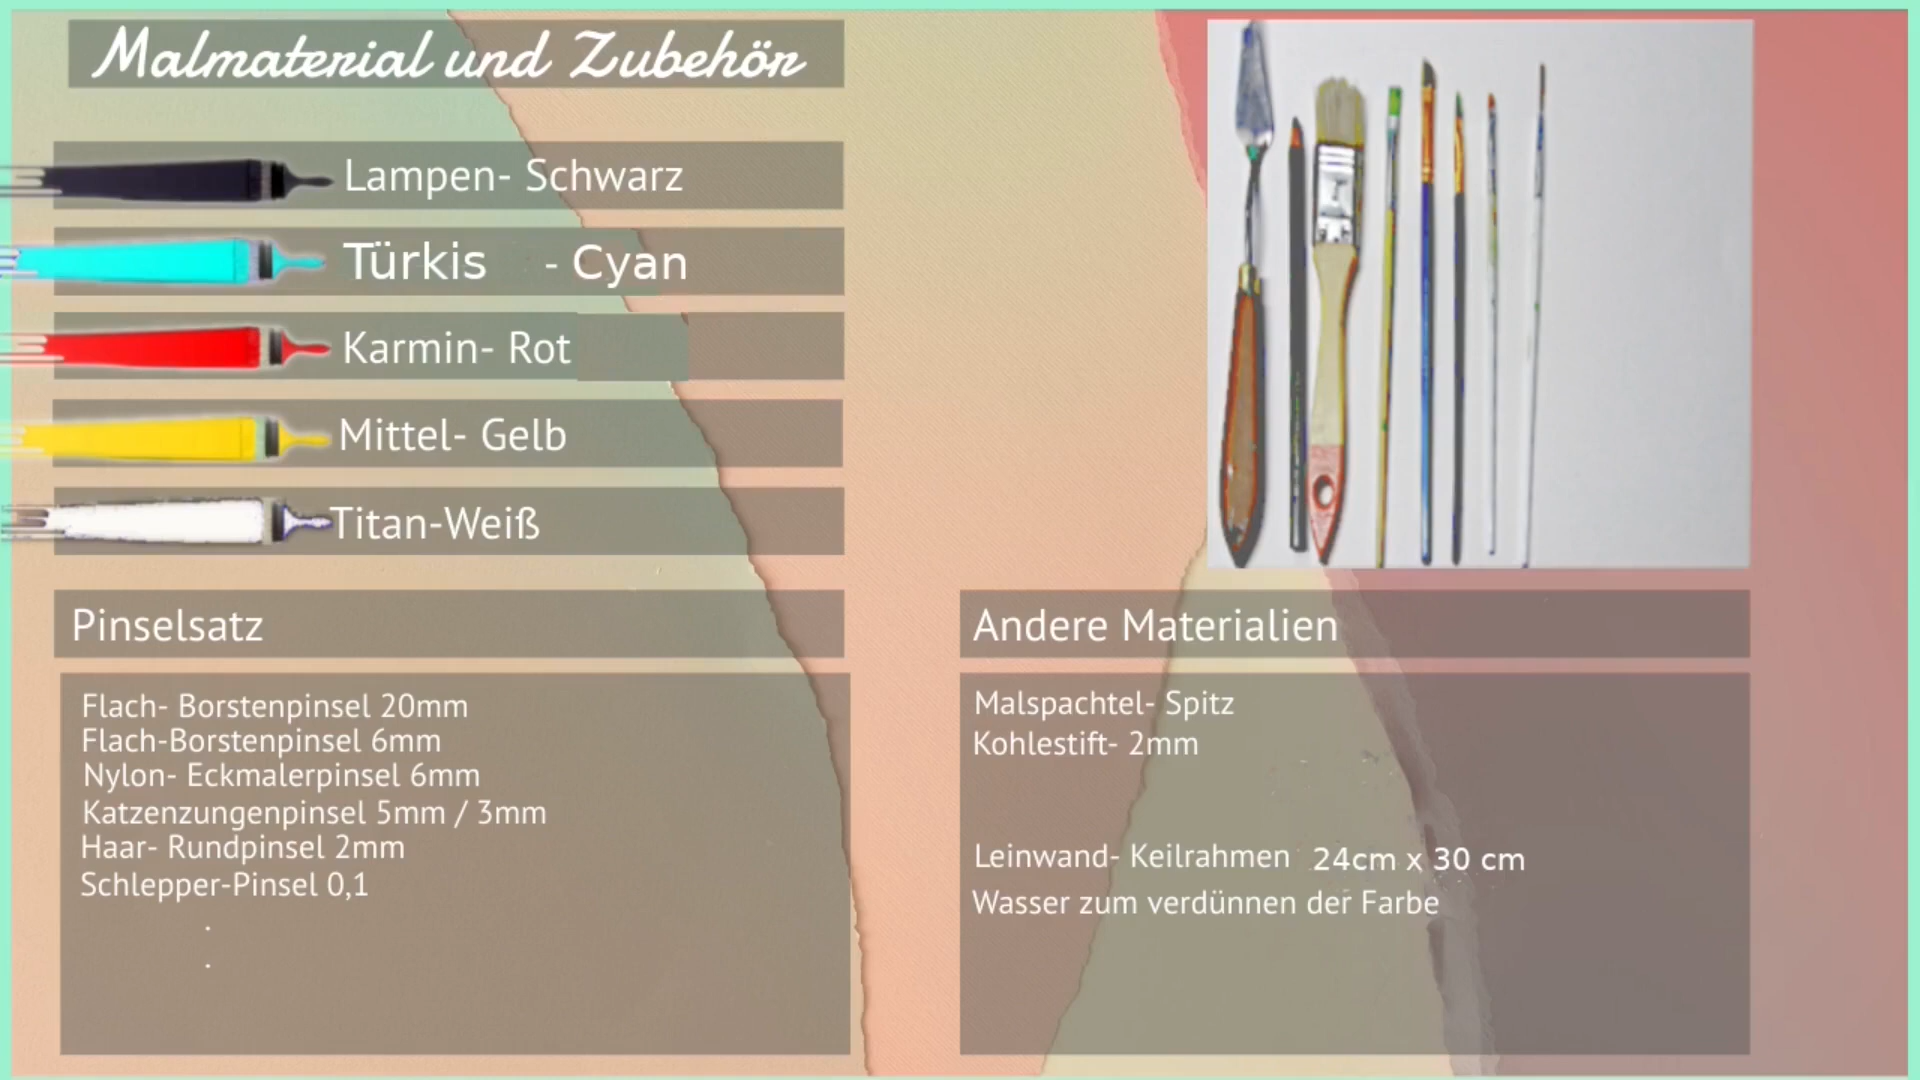 Malmaterial und Zubehör
Lampen- Schwarz
Türkis - Cyan
Karmin- Rot
Mittel- Gelb
Titan-Weiß
Pinselsatz
Flach- Borstenpinsel 20mm
Flach-Borstenpinsel 6mm
Nylon- Eckmalerpinsel 6mm
Katzenzungenpinsel 5mm / 3mm
Haar- Rundpinsel 2mm
Schlepper-Pinsel 0,1
.
.
Andere Materialien
Malspachtel- Spitz
Kohlestift- 2mm
Leinwand- Keilrahmen 24cm x 30 cm
Wasser zum verdünnen der Farbe